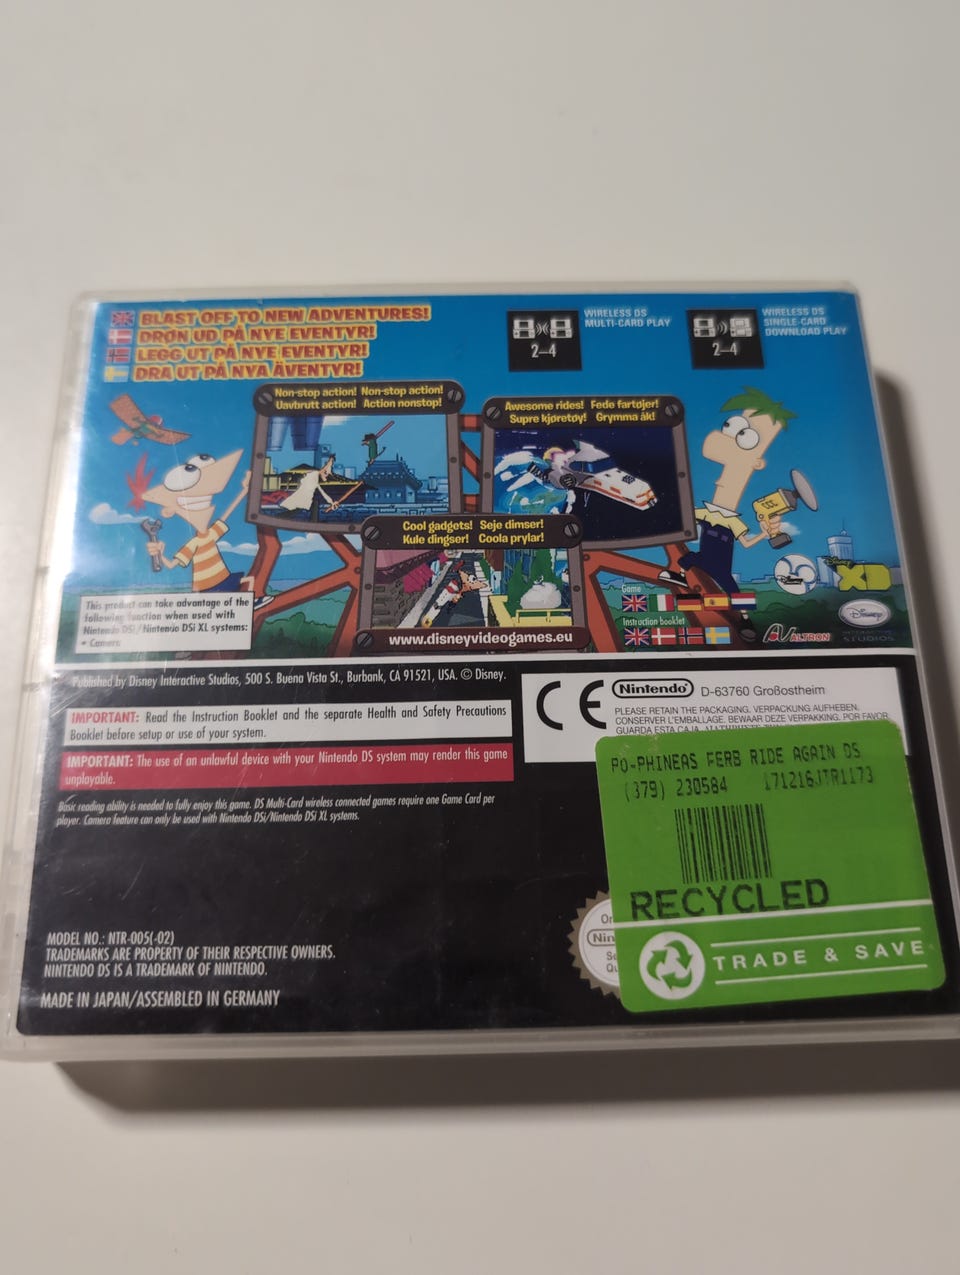 BLAST OFF TO NEW ADVENTURES!
DRØN UD PÅ NYE EVENTYR!
LEGG UT PÅ NYE EVENTYR!
DRA UT PÅ NYA ÄVENTYR!
WIRELESS DS
MULTI-CARD PLAY
2–4
WIRELESS DS
SINGLE-CARD
DOWNLOAD PLAY
2–4
Non-stop action! Non-stop action!
Uavbrutt action! Action nonstop!
Awesome rides! Fede fartøjer!
Supre kjøretøy! Grymma åk!
Cool gadgets! Seje dimser!
Kule dingser! Coola prylar!
www.disneyvideogames.eu
This product can take advantage of the
following function when used with
Nintendo DSi/Nintendo DSi XL systems:
• Camera
Game
Instruction booklet
Disney
XD
ALTRON
Disney
INTERACTIVE
STUDIOS
Published by Disney Interactive Studios, 500 S. Buena Vista St., Burbank, CA 91521, USA. © Disney.
IMPORTANT: Read the Instruction Booklet and the separate Health and Safety Precautions
Booklet before setup or use of your system.
IMPORTANT: The use of an unlawful device with your Nintendo DS system may render this game
unplayable.
Basic reading ability is needed to fully enjoy this game. DS Multi-Card wireless connected games require one Game Card per
player. Camera feature can only be used with Nintendo DSi/Nintendo DSi XL systems.
CE
Nintendo
D-63760 Großostheim
PLEASE RETAIN THE PACKAGING. VERPACKUNG AUFHEBEN.
CONSERVER L'EMBALLAGE. BEWAAR DEZE VERPAKKING. POR FAVOR
GUARDA ESTA CAJA.
PO-PHINEAS FERB RIDE AGAIN DS
(379) 230584 171216JTR1173
RECYCLED
TRADE & SAVE
MODEL NO.: NTR-005(-02)
TRADEMARKS ARE PROPERTY OF THEIR RESPECTIVE OWNERS.
NINTENDO DS IS A TRADEMARK OF NINTENDO.
MADE IN JAPAN/ASSEMBLED IN GERMANY